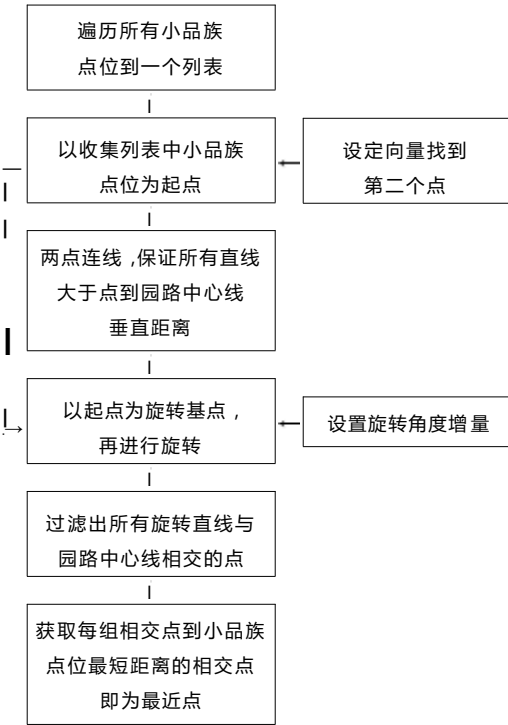 遍历所有小品族
点位到一个列表
以收集列表中小品族
点位为起点
设定向量找到
第二个点
两点连线,保证所有直线
大于点到园路中心线
垂直距离
以起点为旋转基点,
再进行旋转
设置旋转角度增量
过滤出所有旋转直线与
园路中心线相交的点
获取每组相交点到小品族
点位最短距离的相交点
即为最近点